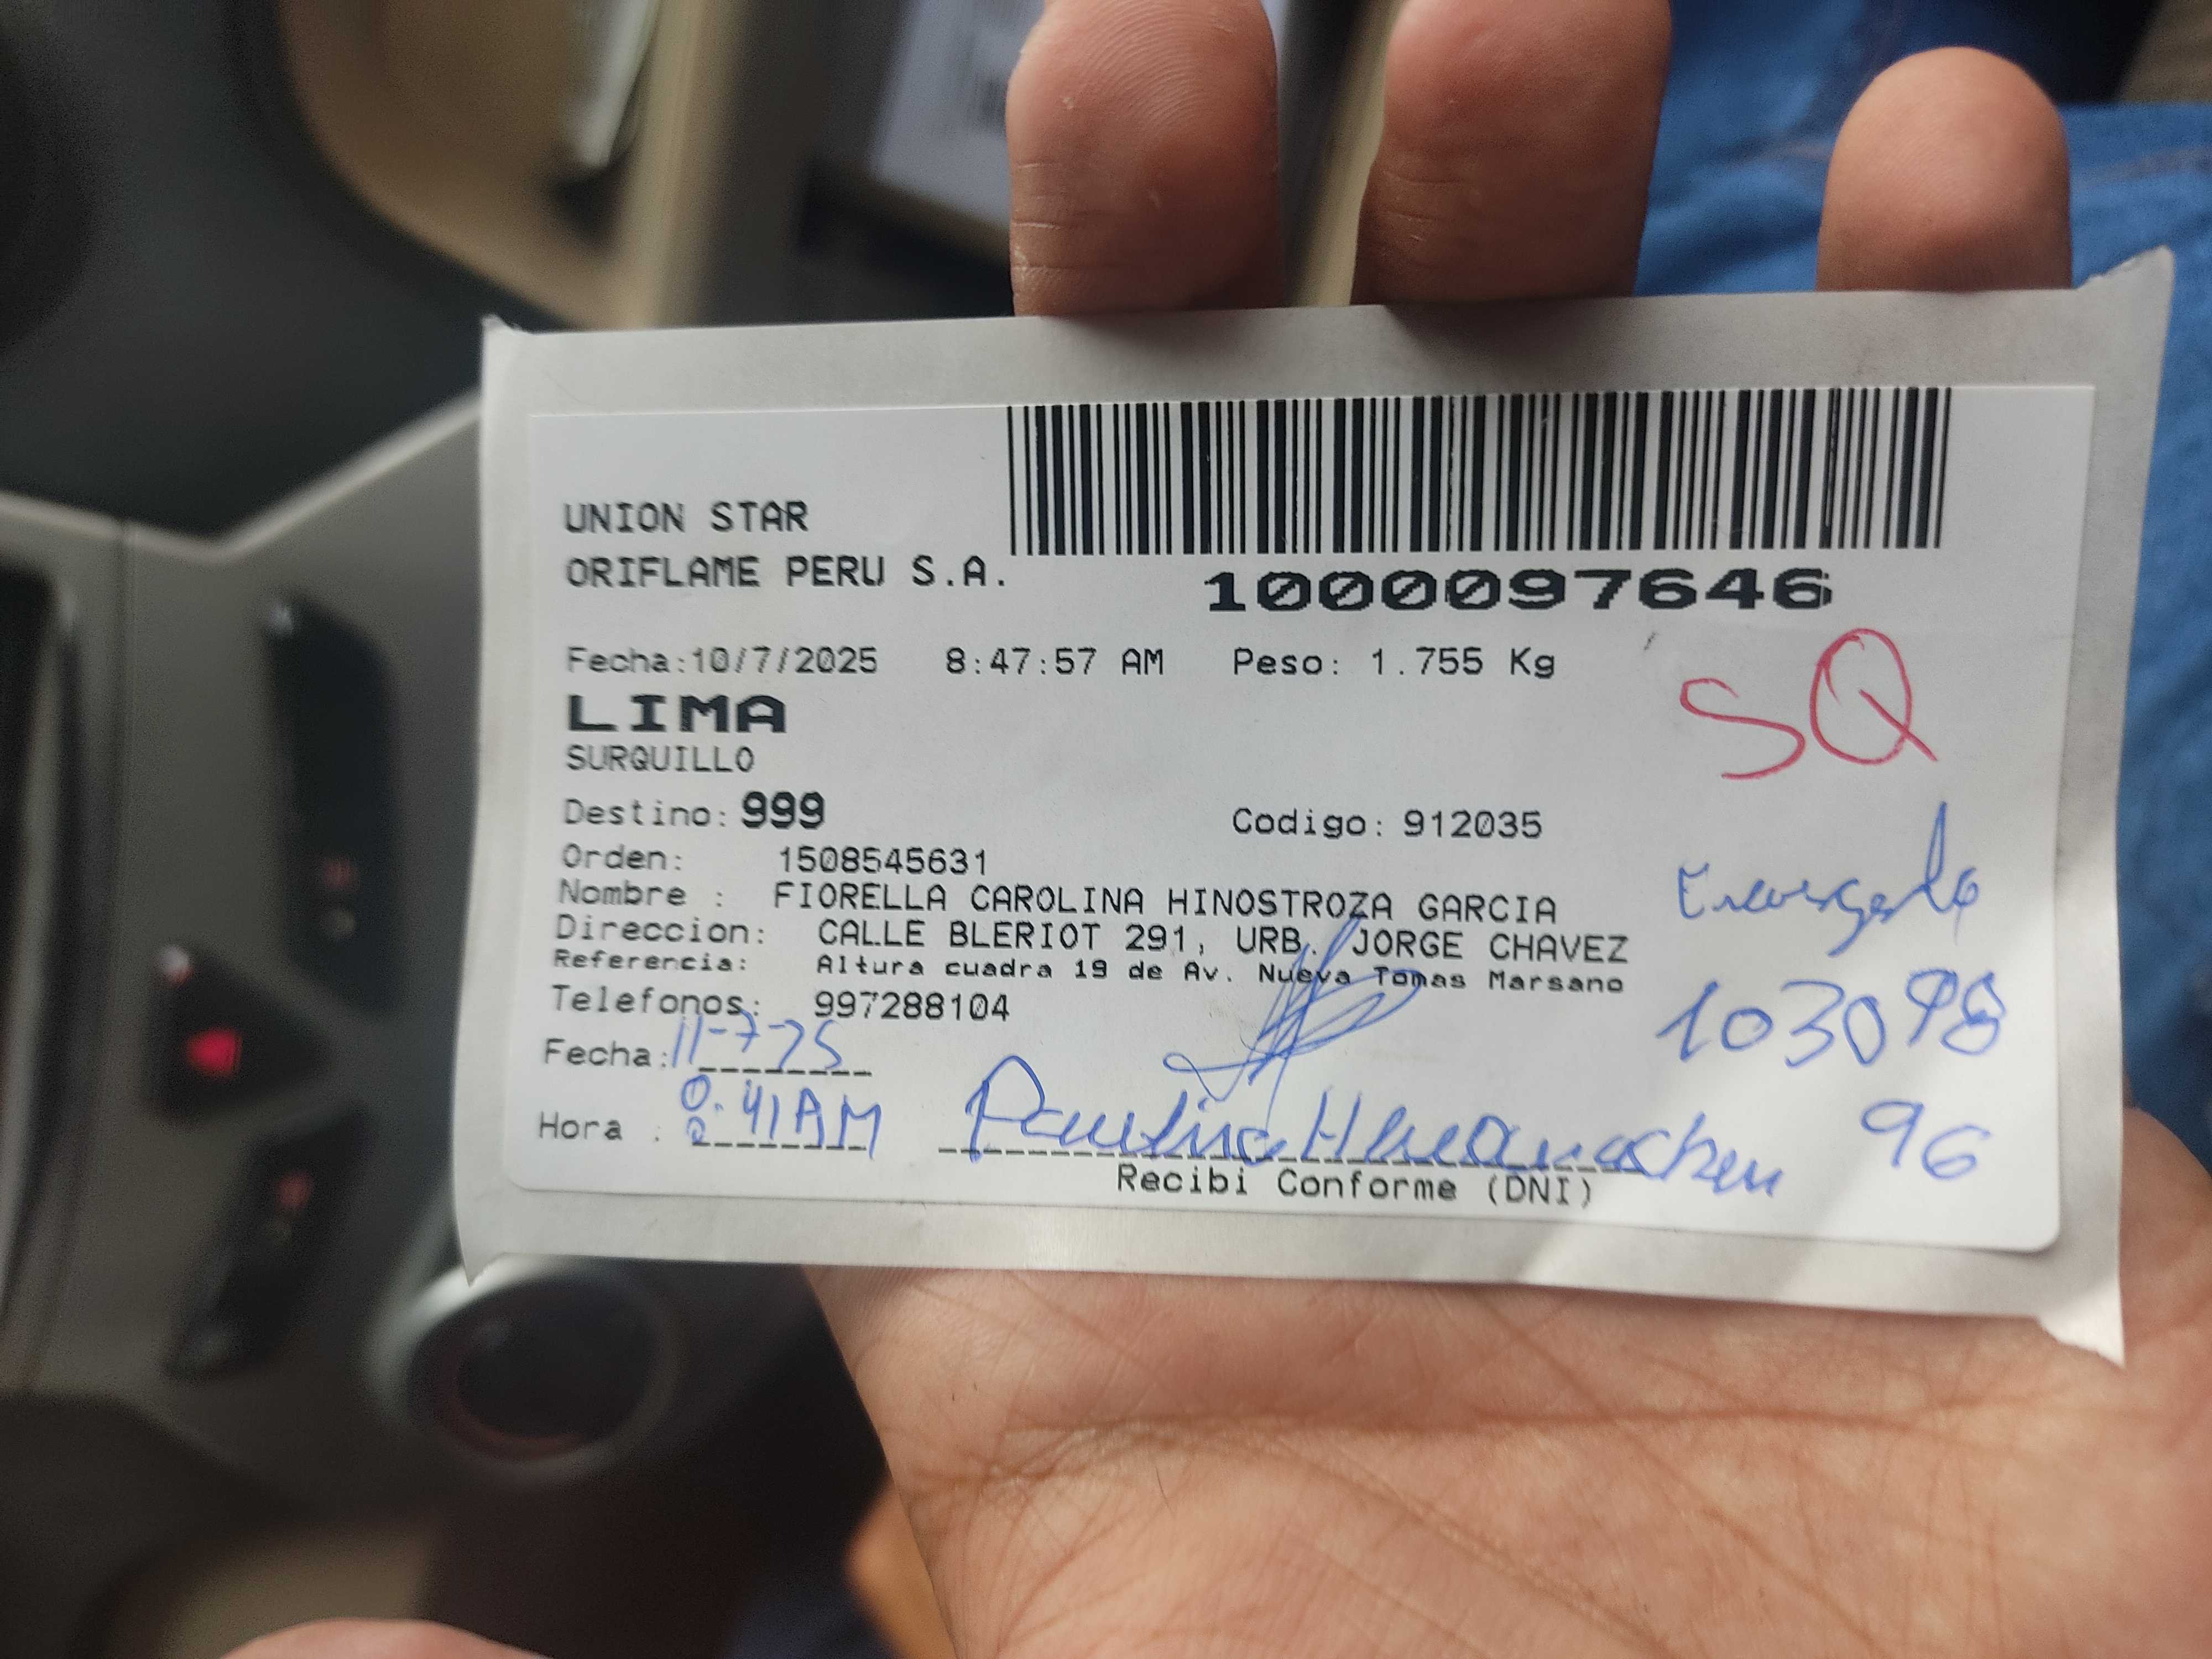 UNION STAR
ORIFLAME PERU S.A.
1000097646
Fecha:10/7/2025 8:47:57 AM Peso: 1.755 Kg
SQ
LIMA
SURQUILLO
Destino: 999 Codigo: 912035
Orden: 1508545631
Nombre : FIORELLA CAROLINA HINOSTROZA GARCIA
Direccion: CALLE BLERIOT 291, URB. JORGE CHAVEZ
Referencia: Altura cuadra 19 de Av. Nueva Tomas Marsano
Telefonos: 997288104
103098
96
Fecha: 11-7-25
Hora : 41AM
Recibi Conforme (DNI)